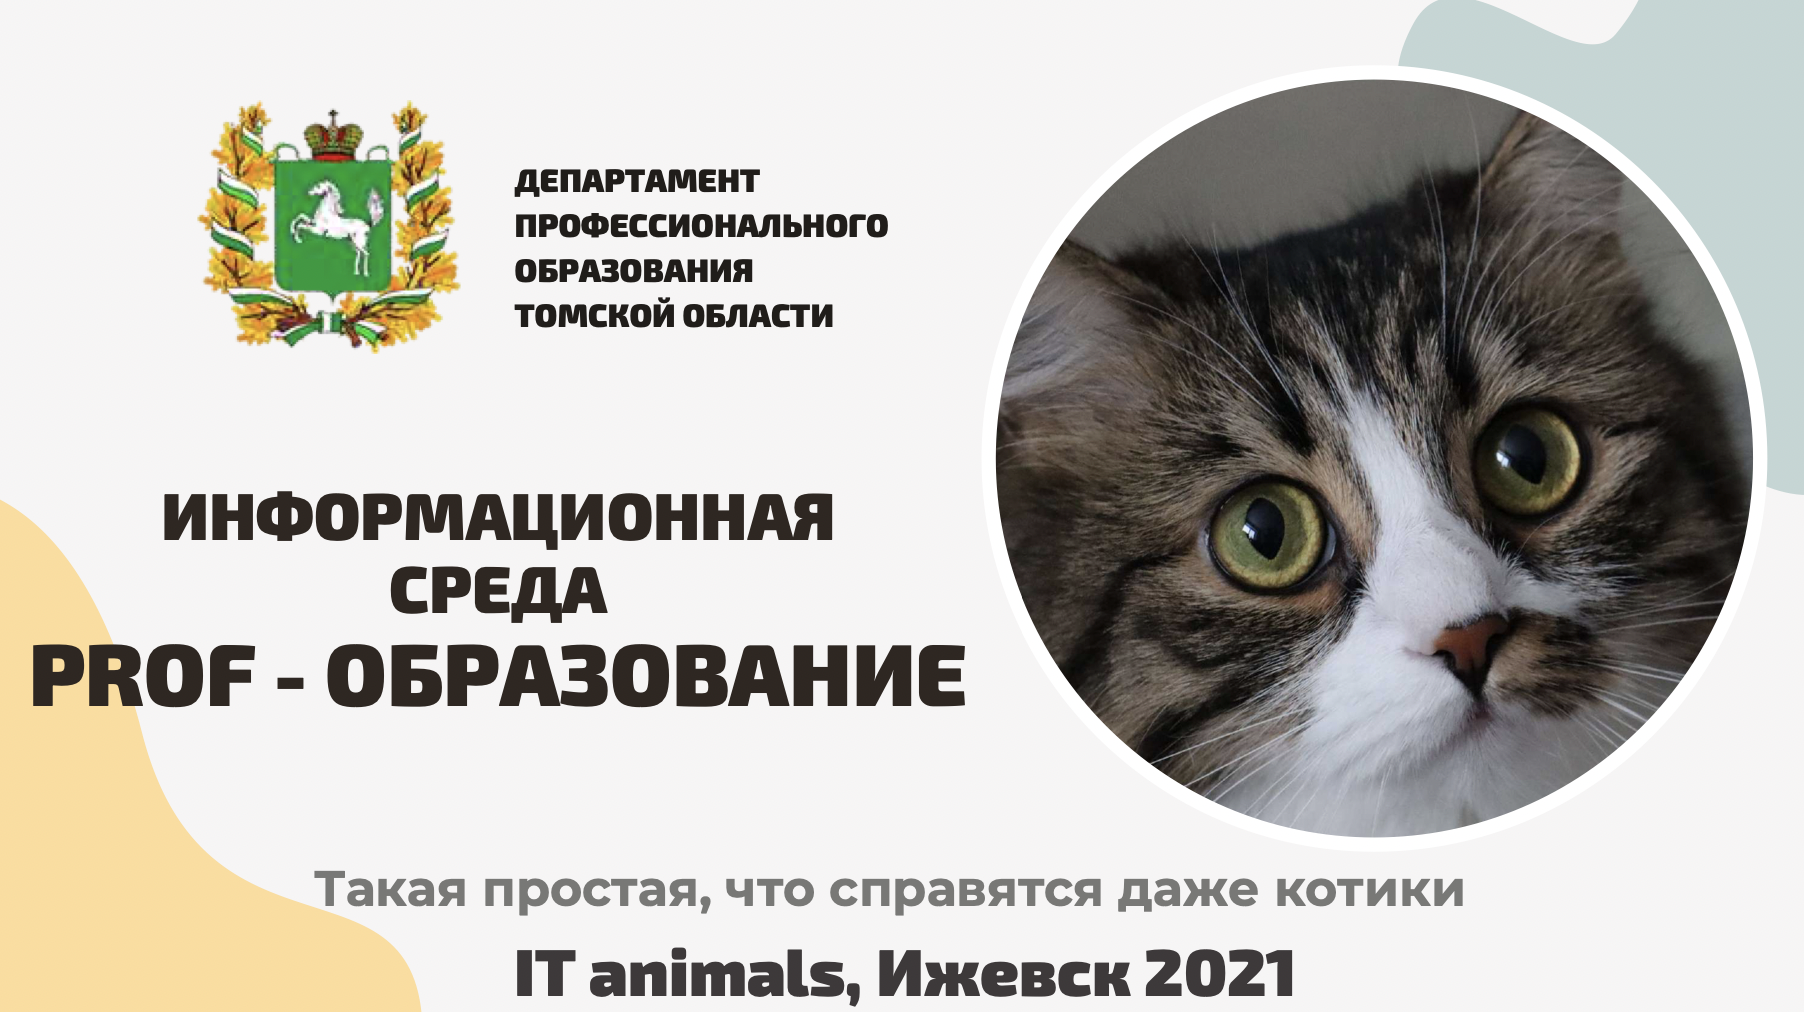 ДЕПАРТАМЕНТ
ПРОФЕССИОНАЛЬНОГО
ОБРАЗОВАНИЯ
ТОМСКОЙ ОБЛАСТИ
ИНФОРМАЦИОННАЯ
СРЕДА
PROF - ОБРАЗОВАНИЕ
Такая простая, что справятся даже котики
IT animals, Ижевск 2021